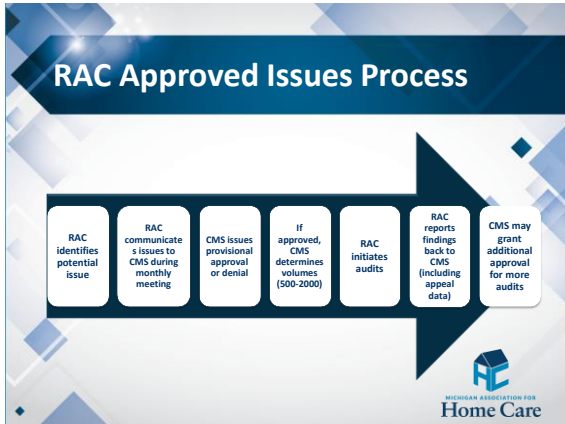 RAC Approved Issues Process
RAC
identifies
potential
issue
RAC
communicate
s issues to
CMS during
monthly
meeting
CMS issues
provisional
approval
or denial
If
approved,
CMS
determines
volumes
(500-2000)
RAC
initiates
audits
RAC
reports
findings
back to
CMS
(including
appeal
data)
CMS may
grant
additional
approval
for more
audits
HC
MICHIGAN ASSOCIATION FOR
Home Care